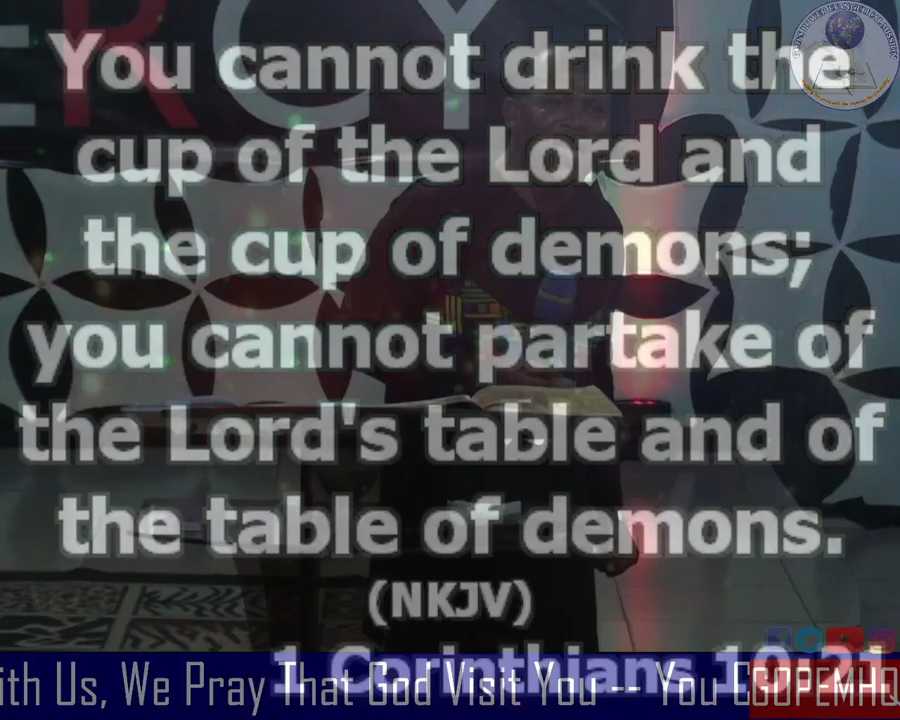 ERCY
You cannot drink the
cup of the Lord and
the cup of demons;
you cannot partake of
the Lord's table and of
the table of demons.
(NKJV)
1 Corinthians 10:21.
ith Us, We Pray That God Visit You -- You C
GOPEMHQ